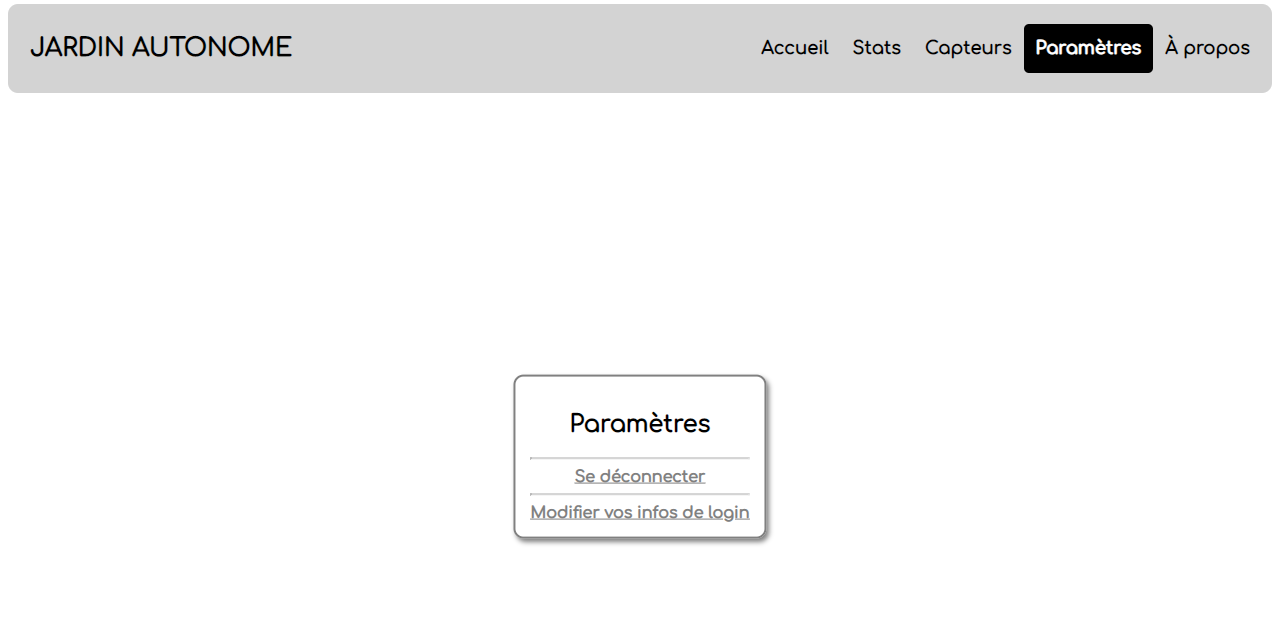 JARDIN AUTONOME
Accueil Stats Capteurs Paramètres À propos
Paramètres
Se déconnecter
Modifier vos infos de login